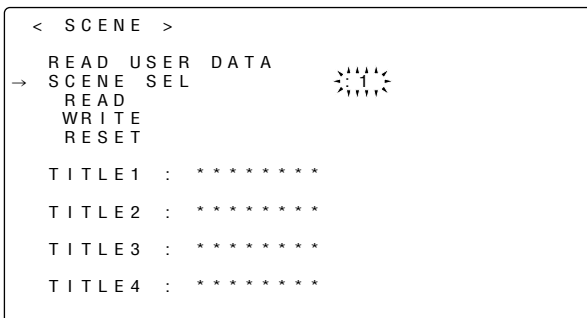 < SCENE >
READ USER DATA
→ SCENE SEL :1
READ
WRITE
RESET
TITLE1 : ********
TITLE2 : ********
TITLE3 : ********
TITLE4 : ********